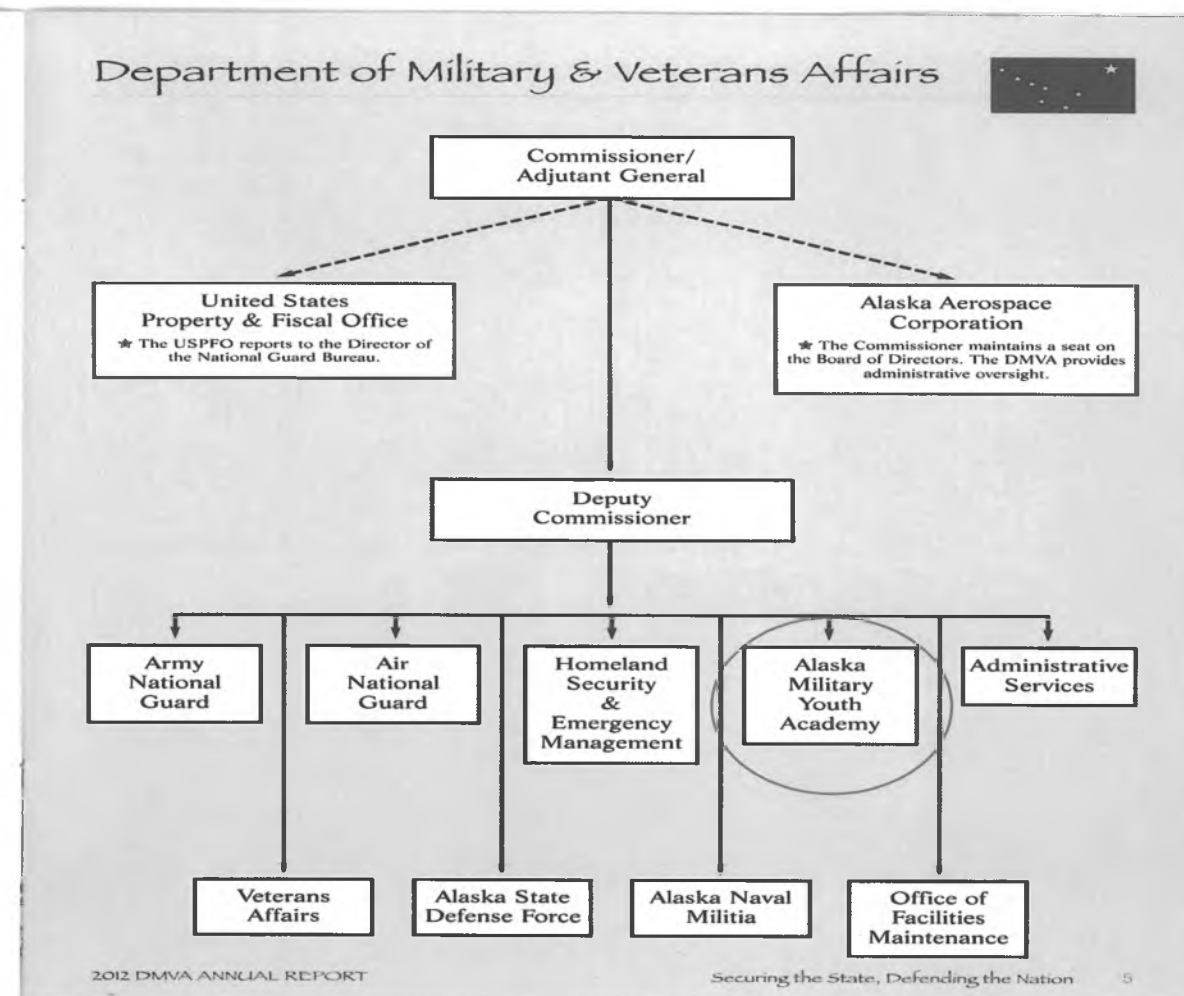 Department of Military & Veterans Affairs
Commissioner/
Adjutant General
United States
Property & Fiscal Office
★ The USPFO reports to the Director of
the National Guard Bureau.
Alaska Aerospace
Corporation
★ The Commissioner maintains a seat on
the Board of Directors. The DMVA provides
administrative oversight.
Deputy
Commissioner
Army
National
Guard
Air
National
Guard
Homeland
Security
&
Emergency
Management
Alaska
Military
Youth
Academy
Administrative
Services
Veterans
Affairs
Alaska State
Defense Force
Alaska Naval
Militia
Office of
Facilities
Maintenance
2012 DMVA ANNUAL REPORT
Securing the State, Defending the Nation 5